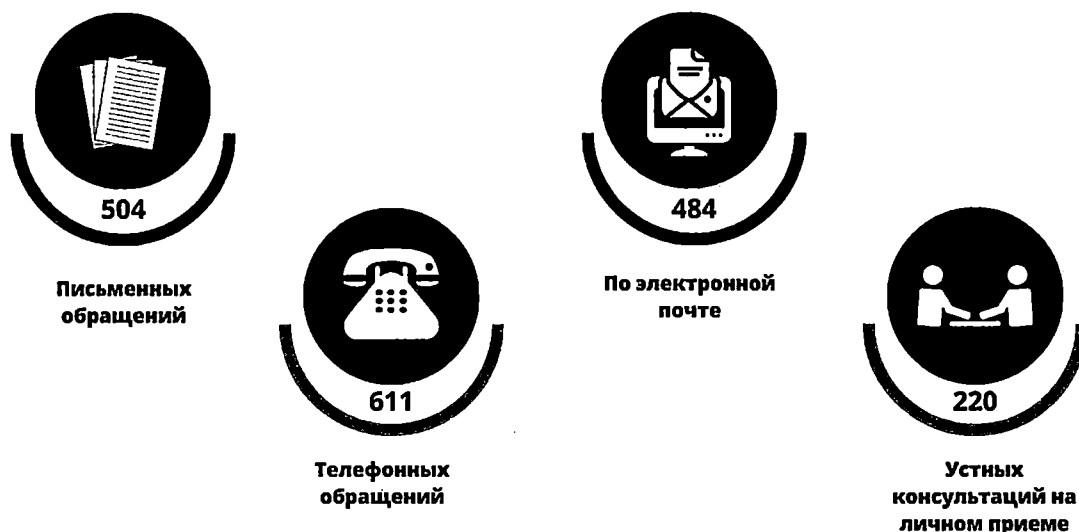 504
Письменных
обращений
611
Телефонных
обращений
484
По электронной
почте
220
Устных
консультаций на
личном приеме